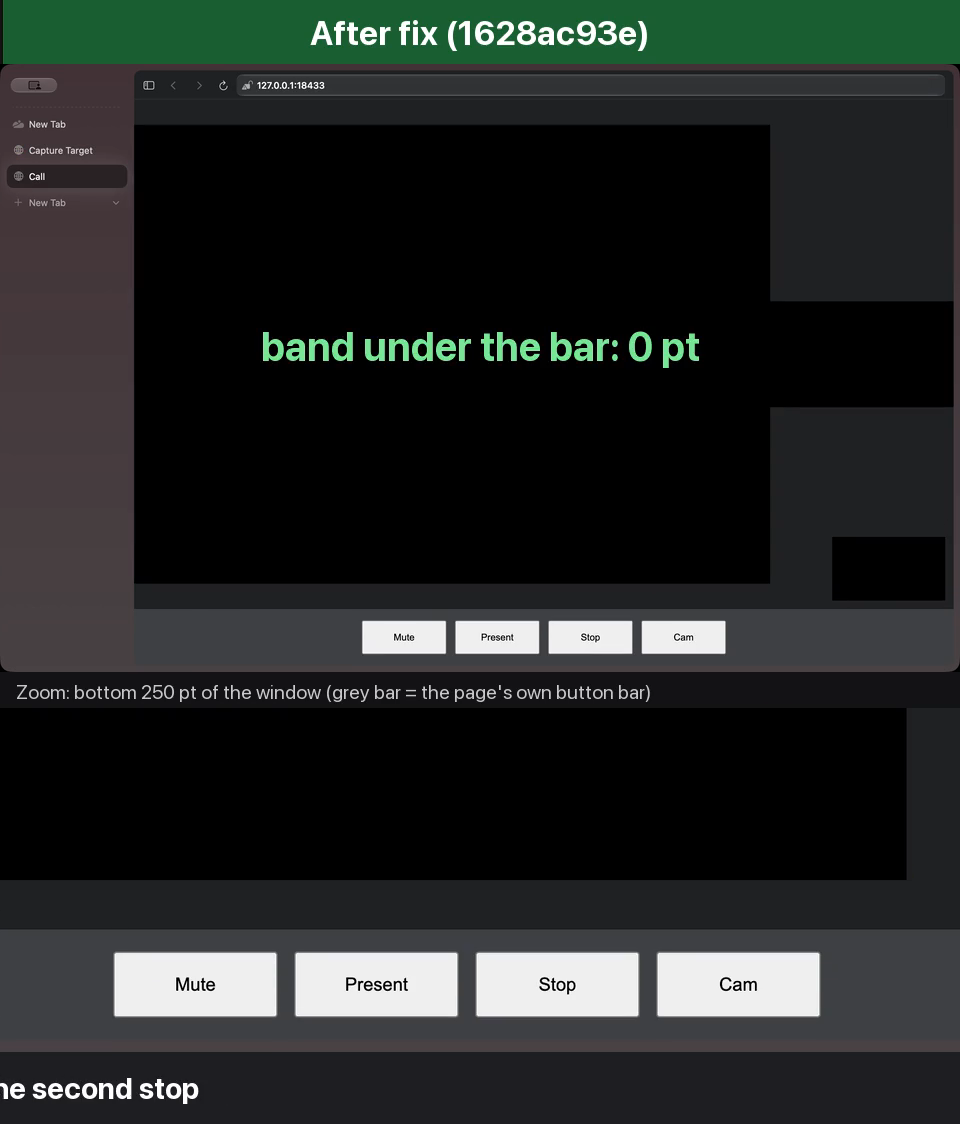 After fix (1628ac93e)
127.0.0.1:18433
New Tab
Capture Target
Call
New Tab
band under the bar: 0 pt
Mute
Present
Stop
Cam
Zoom: bottom 250 pt of the window (grey bar = the page's own button bar)
Mute
Present
Stop
Cam
second stop